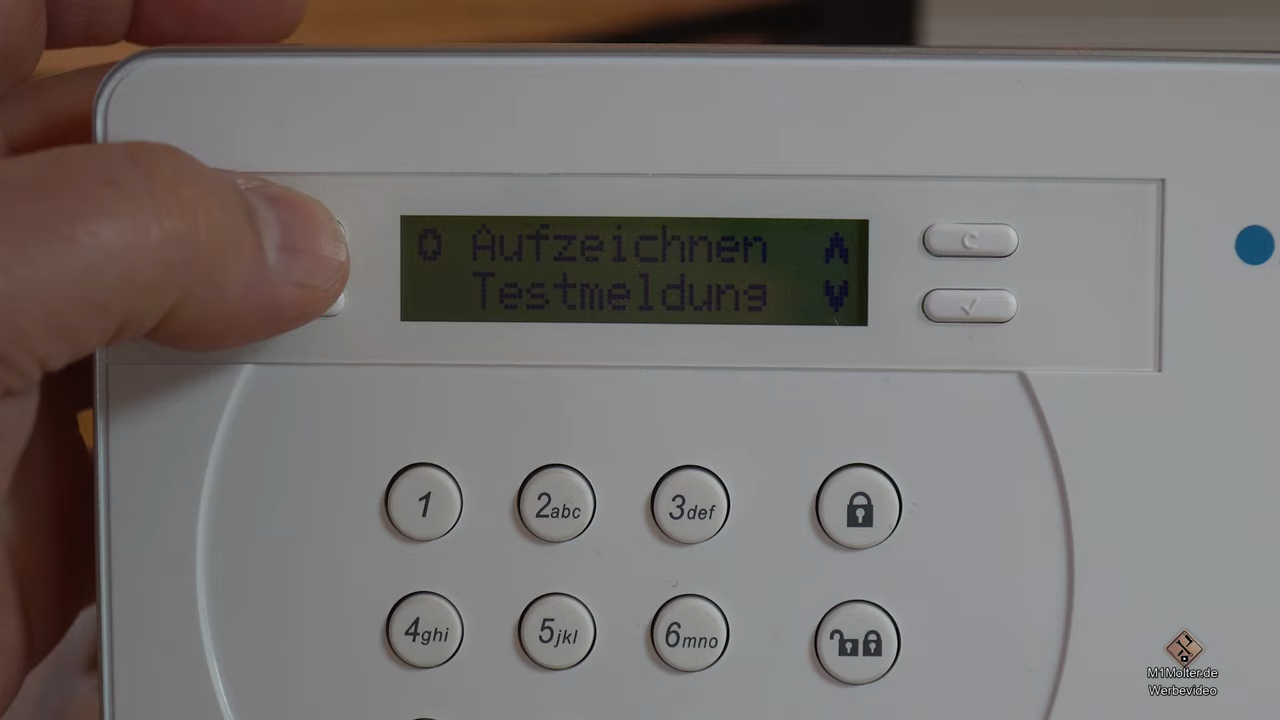 0 Aufzeichnen
Testmeldung
C
1
2abc
3def
4ghi
5jkl
6mno
M1Molter.de
Werbevideo